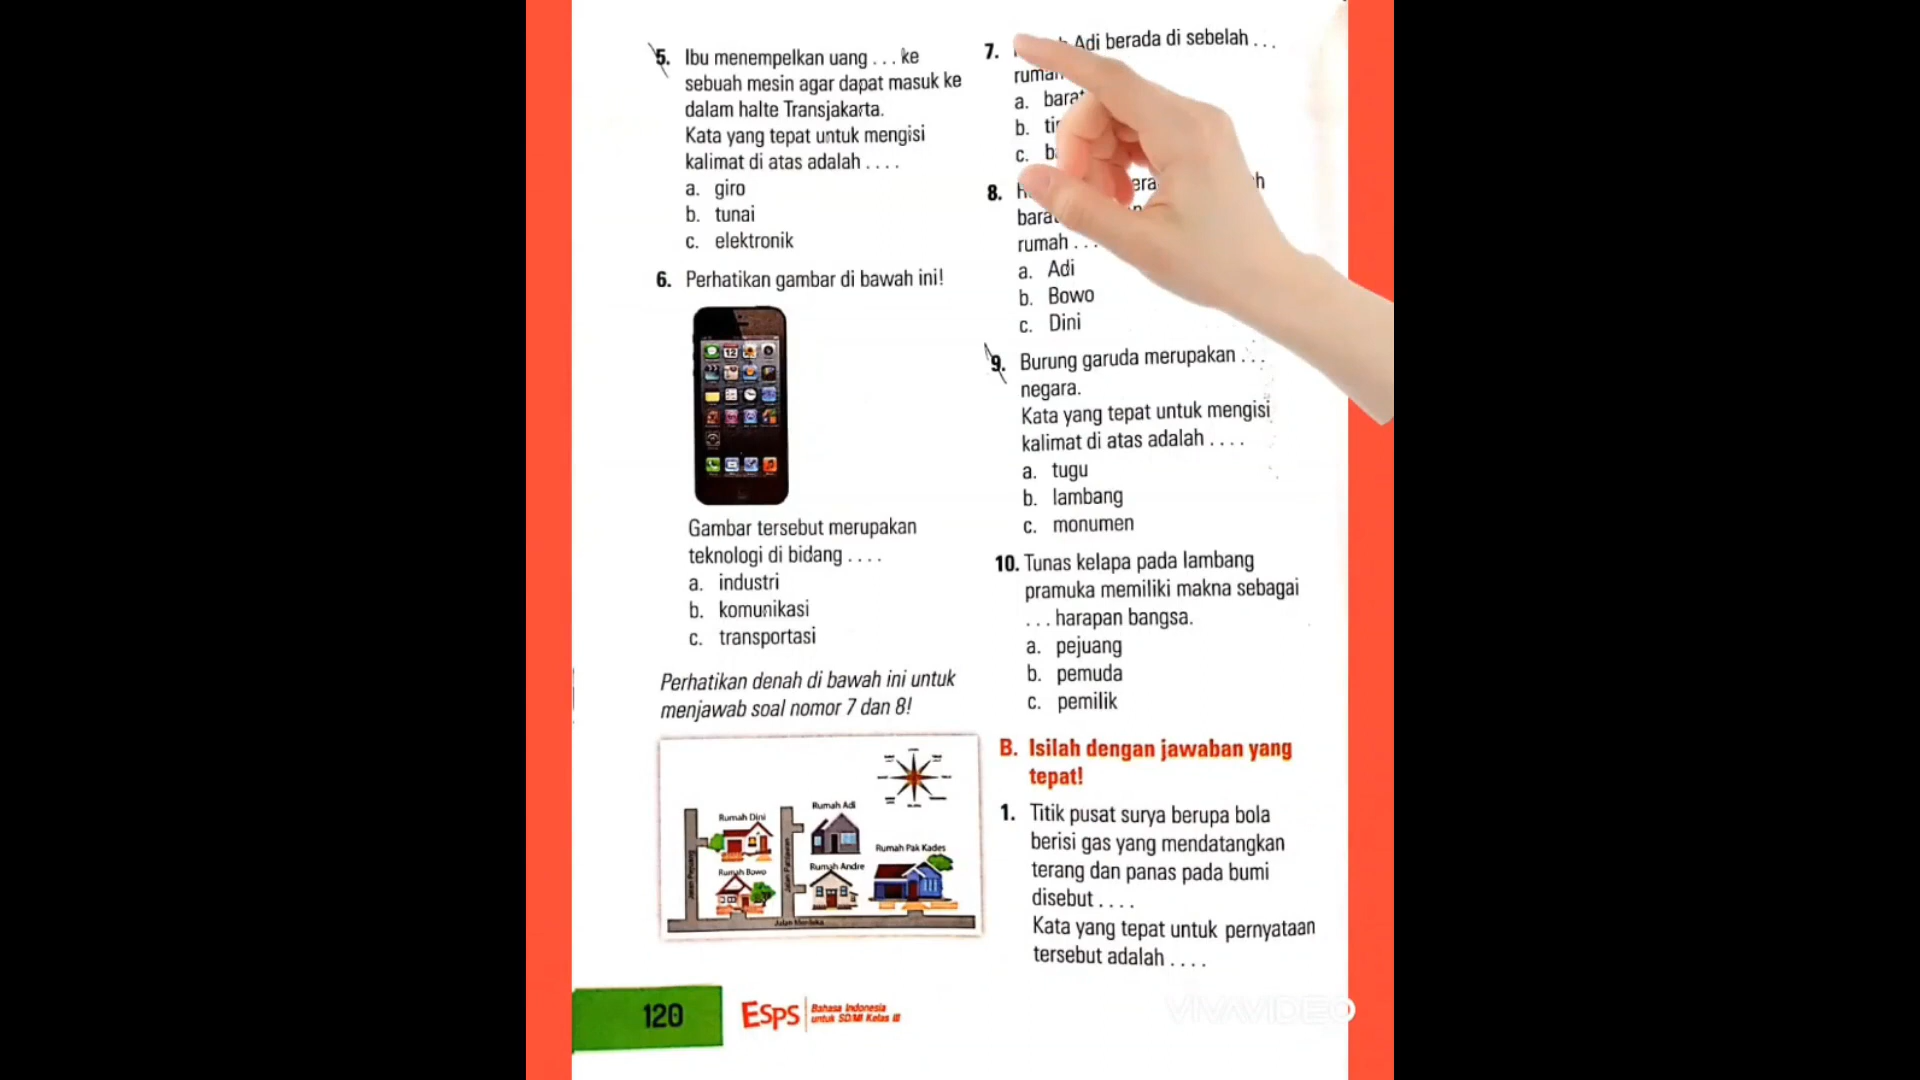 5. Ibu menempelkan uang . . . ke
sebuah mesin agar dapat masuk ke
dalam halte Transjakarta.
Kata yang tepat untuk mengisi
kalimat di atas adalah . . . .
a. giro
b. tunai
c. elektronik
6. Perhatikan gambar di bawah ini!
12
Gambar tersebut merupakan
teknologi di bidang . . . .
a. industri
b. komunikasi
c. transportasi
Perhatikan denah di bawah ini untuk
menjawab soal nomor 7 dan 8!
Rumah Adi
Rumah Dini
Rumah Pak Kades
Rumah Andre
Rumah Bowo
Jalan Merdeka
7. Adi berada di sebelah . . .
a.
b.
c.
8.
rumah . . .
a. Adi
b. Bowo
c. Dini
9. Burung garuda merupakan . . .
negara.
Kata yang tepat untuk mengisi
kalimat di atas adalah . . . .
a. tugu
b. lambang
c. monumen
10. Tunas kelapa pada lambang
pramuka memiliki makna sebagai
. . . harapan bangsa.
a. pejuang
b. pemuda
c. pemilik
B. Isilah dengan jawaban yang
tepat!
1. Titik pusat surya berupa bola
berisi gas yang mendatangkan
terang dan panas pada bumi
disebut . . . .
Kata yang tepat untuk pernyataan
tersebut adalah . . . .
120
ESPS
Bahasa Indonesia
untuk SD/MI Kelas III
VIVAVIDEO